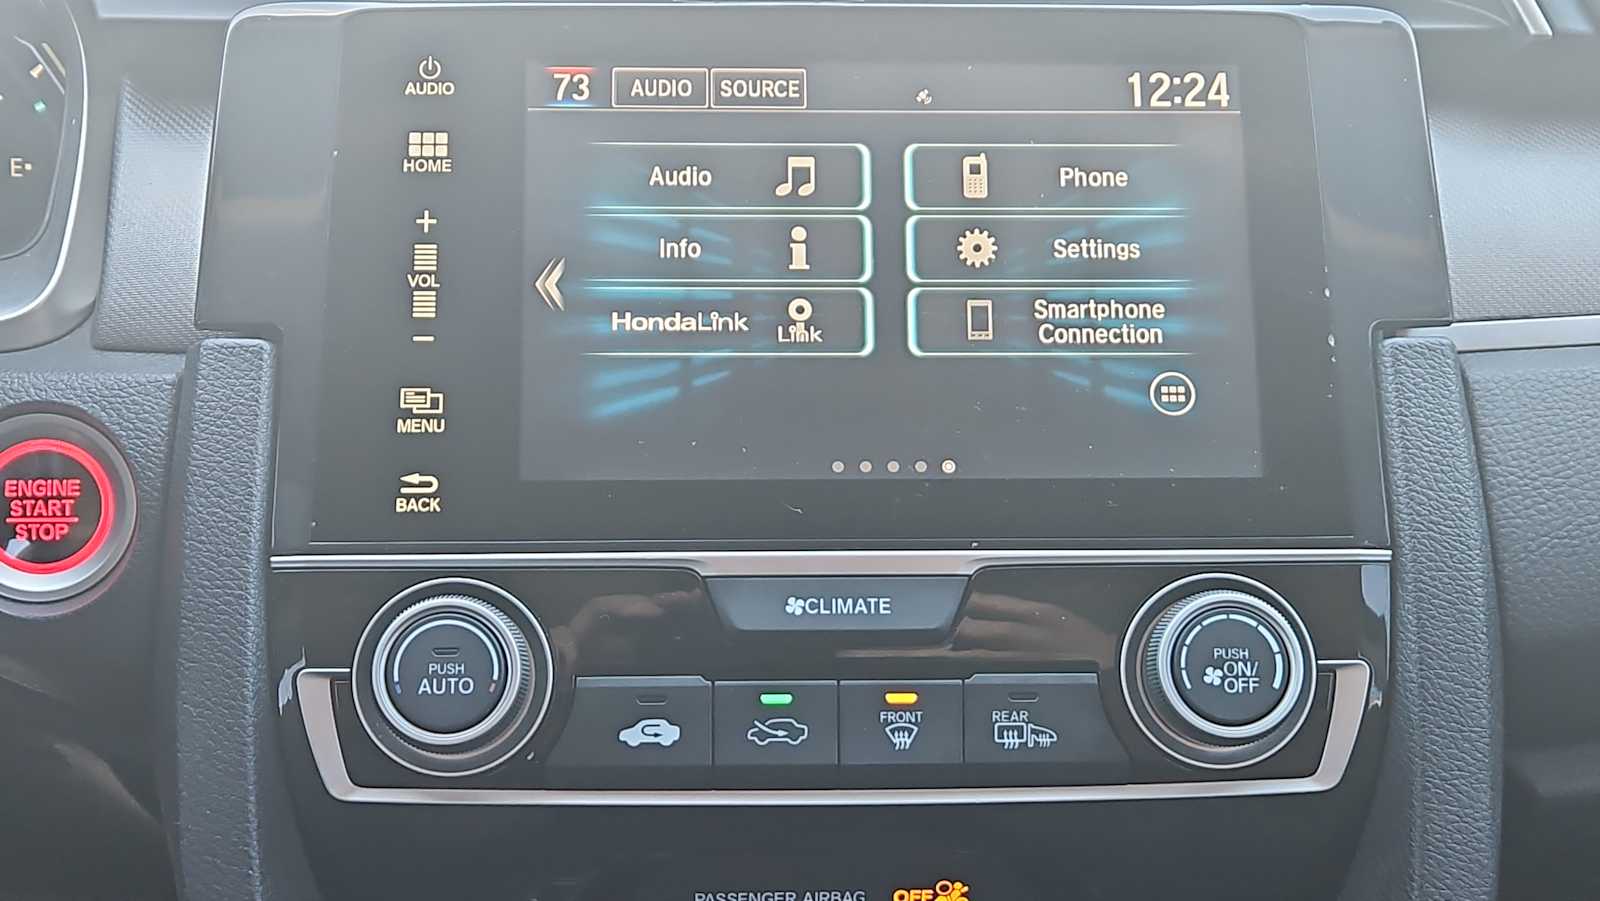 E
AUDIO
HOME
+
VOL
−
MENU
BACK
73 AUDIO SOURCE 12:24
Audio
Phone
Info
Settings
HondaLink
Link
Smartphone
Connection
ENGINE
START
STOP
CLIMATE
PUSH
AUTO
FRONT
REAR
PUSH
ON/
OFF
PASSENGER AIRBAG OFF